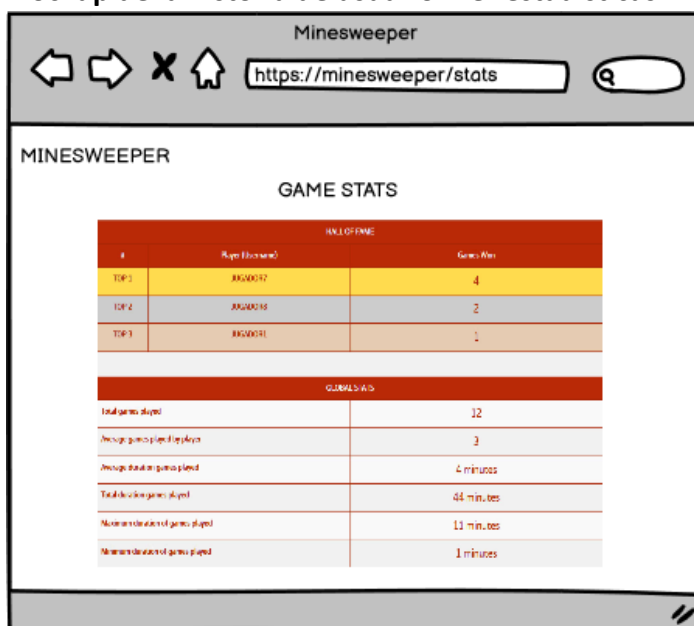 Minesweeper
https://minesweeper/stats
MINESWEEPER
GAME STATS
HALL OF FAME
# Player (Username) Games Won
TOP 1 JUGADOR7 4
TOP 2 JUGADOR3 2
TOP 3 JUGADOR1 1
GLOBAL STATS
Total games played 12
Average games played by player 3
Average duration games played 4 minutes
Total duration games played 44 minutes
Maximum duration of games played 11 minutes
Minimum duration of games played 1 minutes